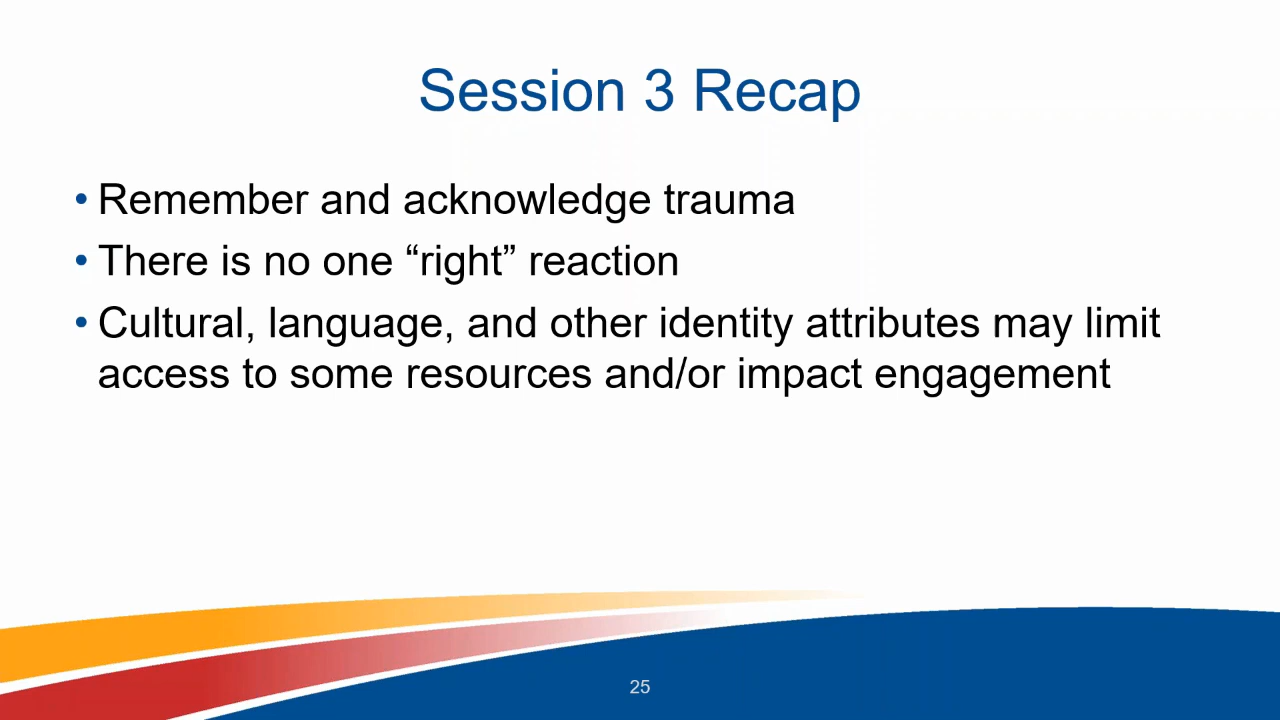 Session 3 Recap
• Remember and acknowledge trauma
• There is no one “right” reaction
• Cultural, language, and other identity attributes may limit
access to some resources and/or impact engagement
25